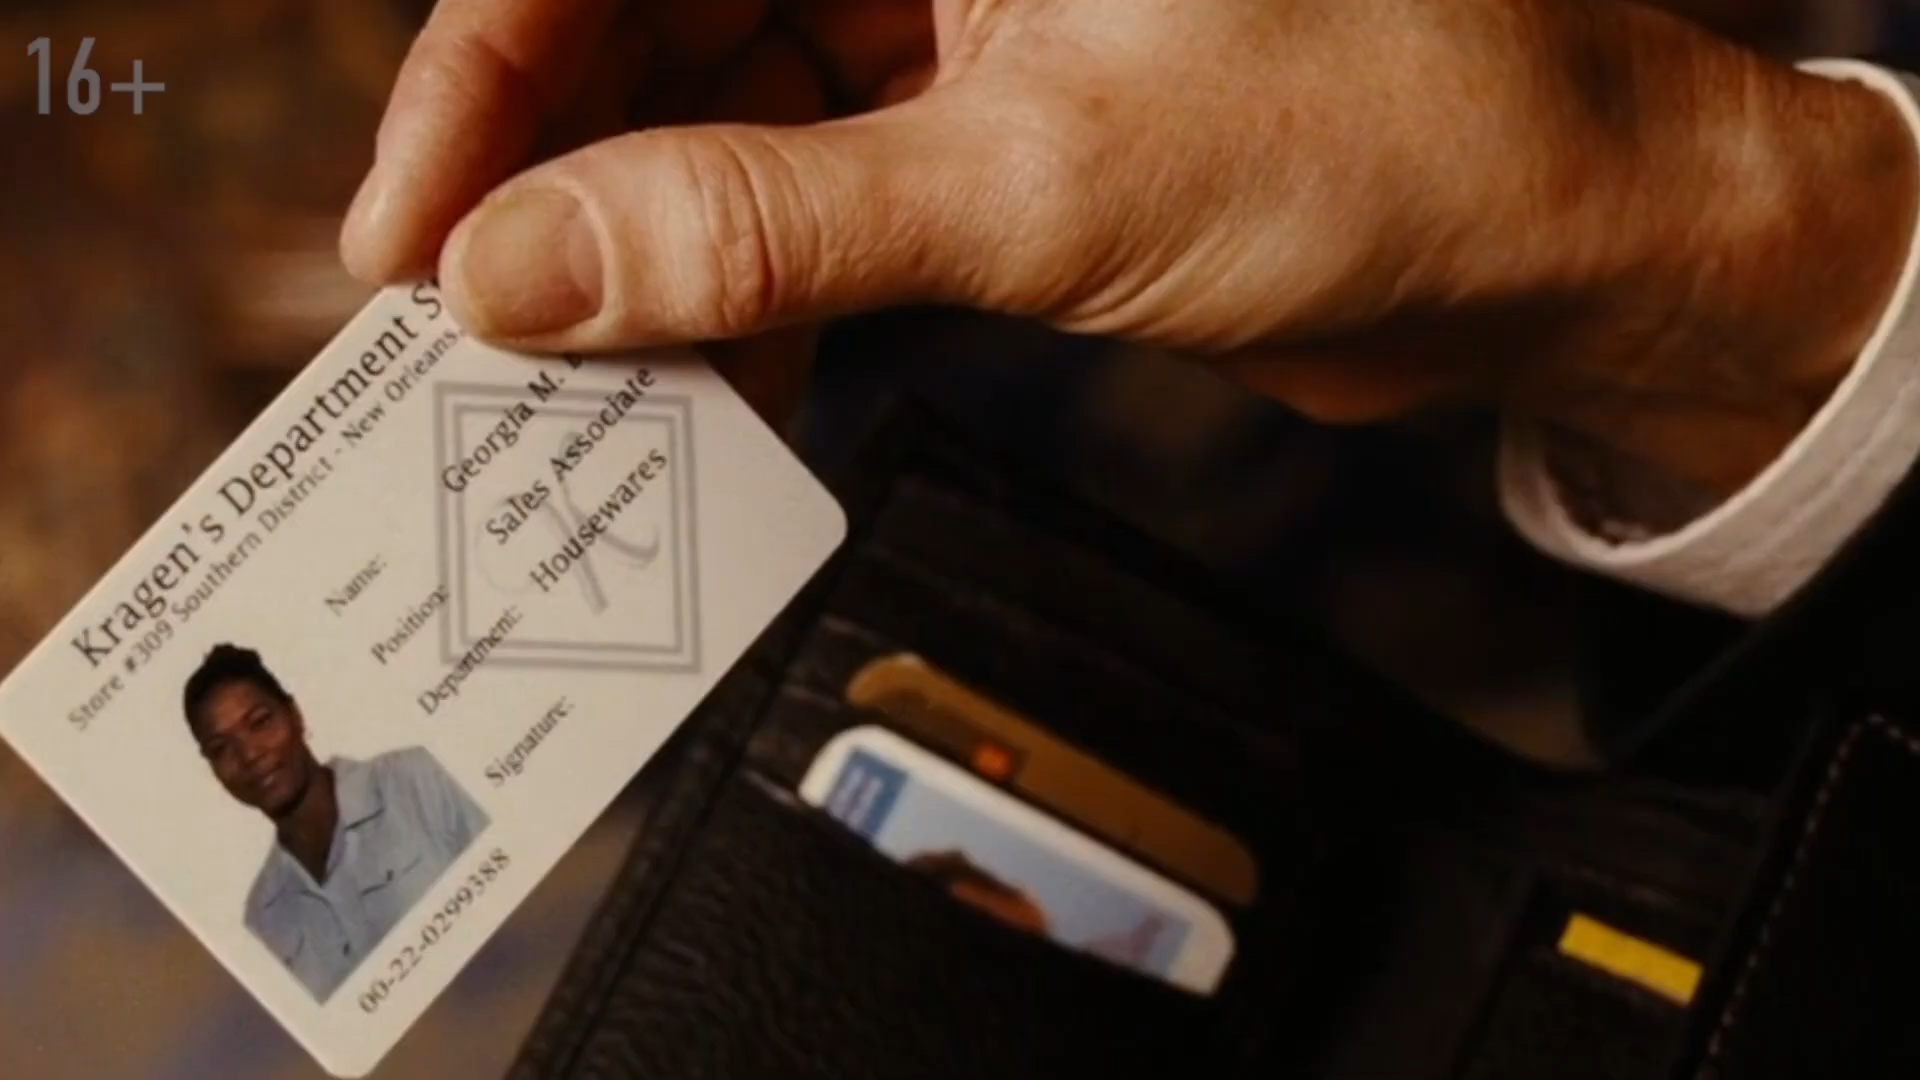 16+
Kragen's Department
Store #309 Southern District - New Orleans,
Name: Georgia M.
Position: Sales Associate
Department: Housewares
Signature:
00-22-0299388